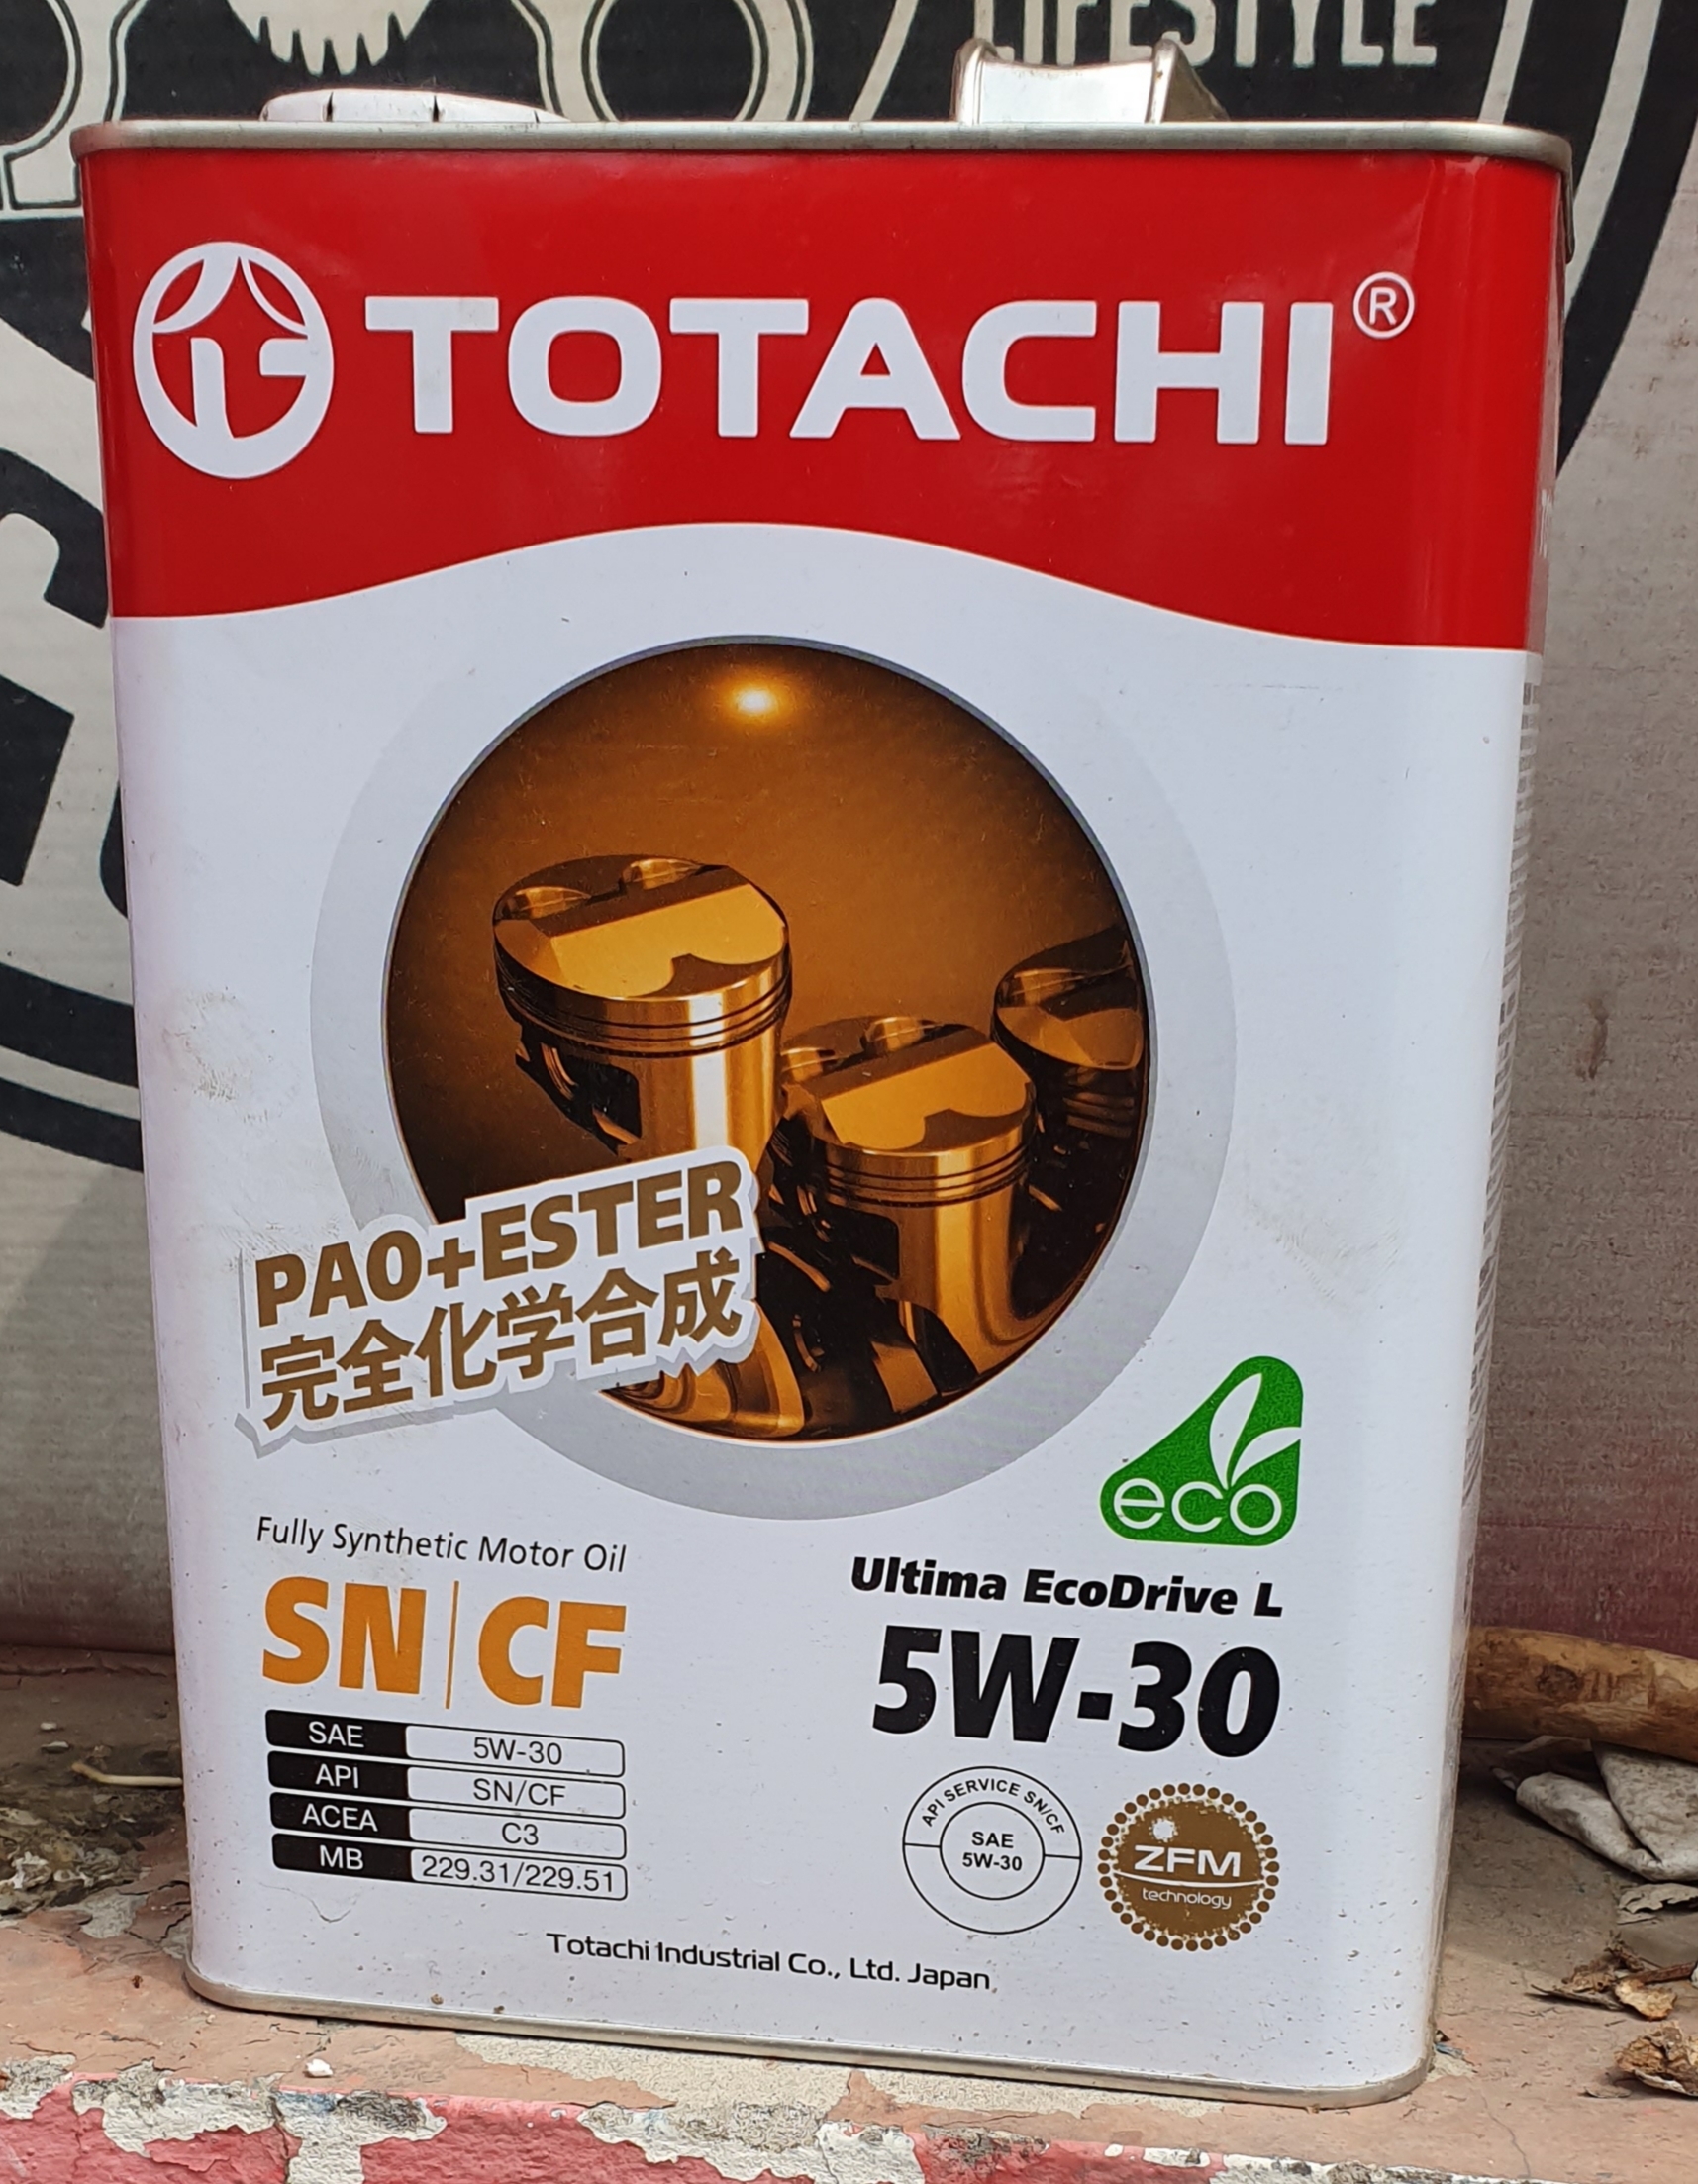 LIFESTYLE
TOTACHI®
PAO+ESTER
完全化学合成
eco
Fully Synthetic Motor Oil
SN|CF
Ultima EcoDrive L
5W-30
SAE 5W-30
API SN/CF
ACEA C3
MB 229.31/229.51
API SERVICE SN/CF
SAE
5W-30
ZFM
technology
Totachi Industrial Co., Ltd. Japan